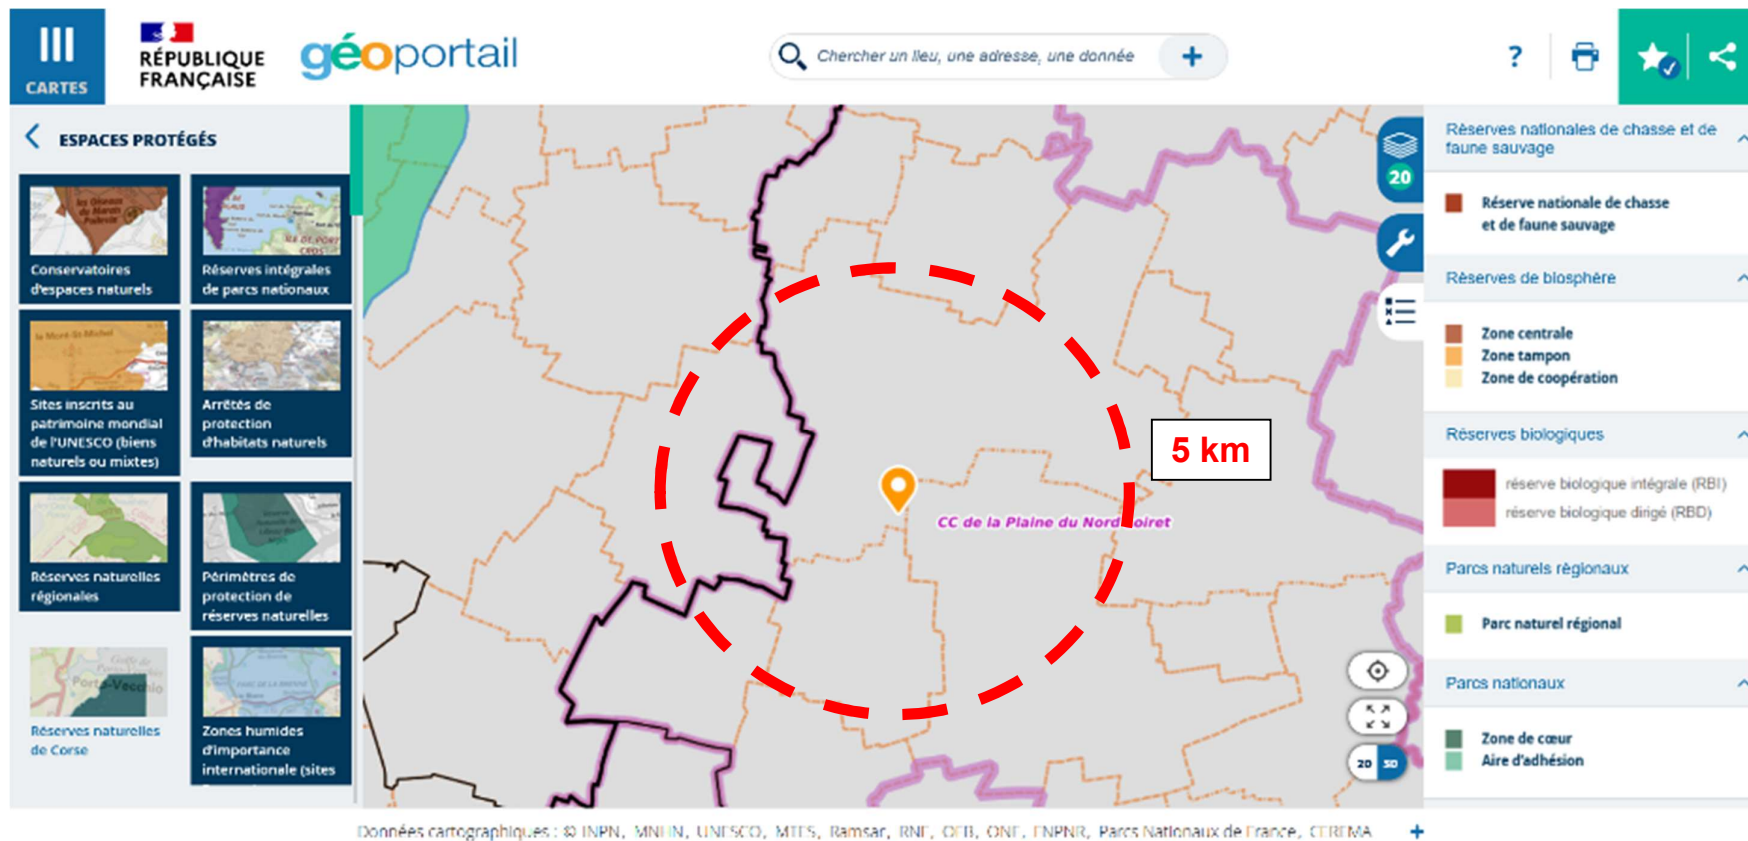 CARTES
RÉPUBLIQUE
FRANÇAISE
géoportail
Chercher un lieu, une adresse, une donnée
+
?
ESPACES PROTÉGÉS
Conservatoires
d'espaces naturels
Réserves intégrales
de parcs nationaux
Sites inscrits au
patrimoine mondial
de l'UNESCO (biens
naturels ou mixtes)
Arrêtés de
protection
d'habitats naturels
Réserves naturelles
régionales
Périmètres de
protection de
réserves naturelles
Porto-Vecchio
Réserves naturelles
de Corse
Zones humides
d'importance
internationale (sites
5 km
CC de la Plaine du Nord Loiret
20
2D 3D
Réserves nationales de chasse et de
faune sauvage
Réserve nationale de chasse
et de faune sauvage
Réserves de biosphère
Zone centrale
Zone tampon
Zone de coopération
Réserves biologiques
réserve biologique intégrale (RBI)
réserve biologique dirigé (RBD)
Parcs naturels régionaux
Parc naturel régional
Parcs nationaux
Zone de cœur
Aire d'adhésion
Données cartographiques : © INPN, MNHN, UNESCO, MTES, Ramsar, RNF, OFB, ONF, FNPNR, Parcs Nationaux de France, CEREMA +